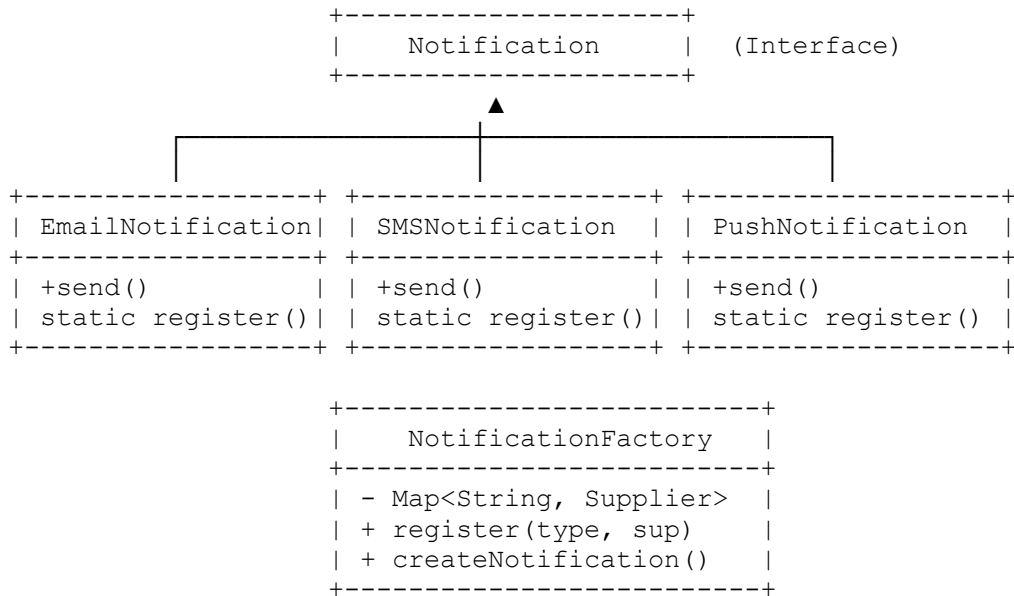 +---------------------+
|    Notification     |  (Interface)
+---------------------+
▲
+------------------+ +------------------+ +-------------------+
| EmailNotification| | SMSNotification  | | PushNotification  |
+------------------+ +------------------+ +-------------------+
| +send()          | | +send()          | | +send()           |
| static register()| | static register()| | static register() |
+------------------+ +------------------+ +-------------------+
+-------------------------+
|    NotificationFactory  |
+-------------------------+
| - Map<String, Supplier> |
| + register(type, sup)   |
| + createNotification()  |
+-------------------------+